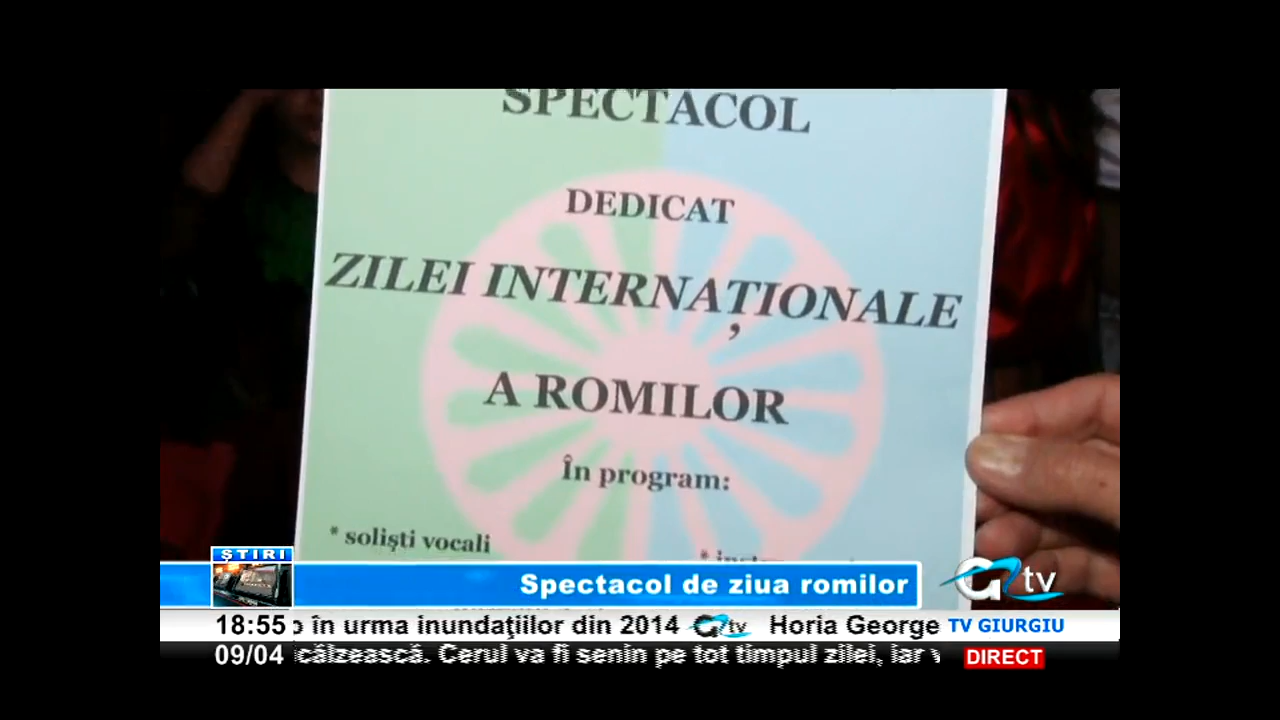 SPECTACOL
DEDICAT
ZILEI INTERNAȚIONALE
A ROMILOR
În program:
* soliști vocali
ŞTIRI
Spectacol de ziua romilor
G tv
18:55
în urma inundaţiilor din 2014 G tv Horia George
TV GIURGIU
09/04
călzească. Cerul va fi senin pe tot timpul zilei, iar v
DIRECT